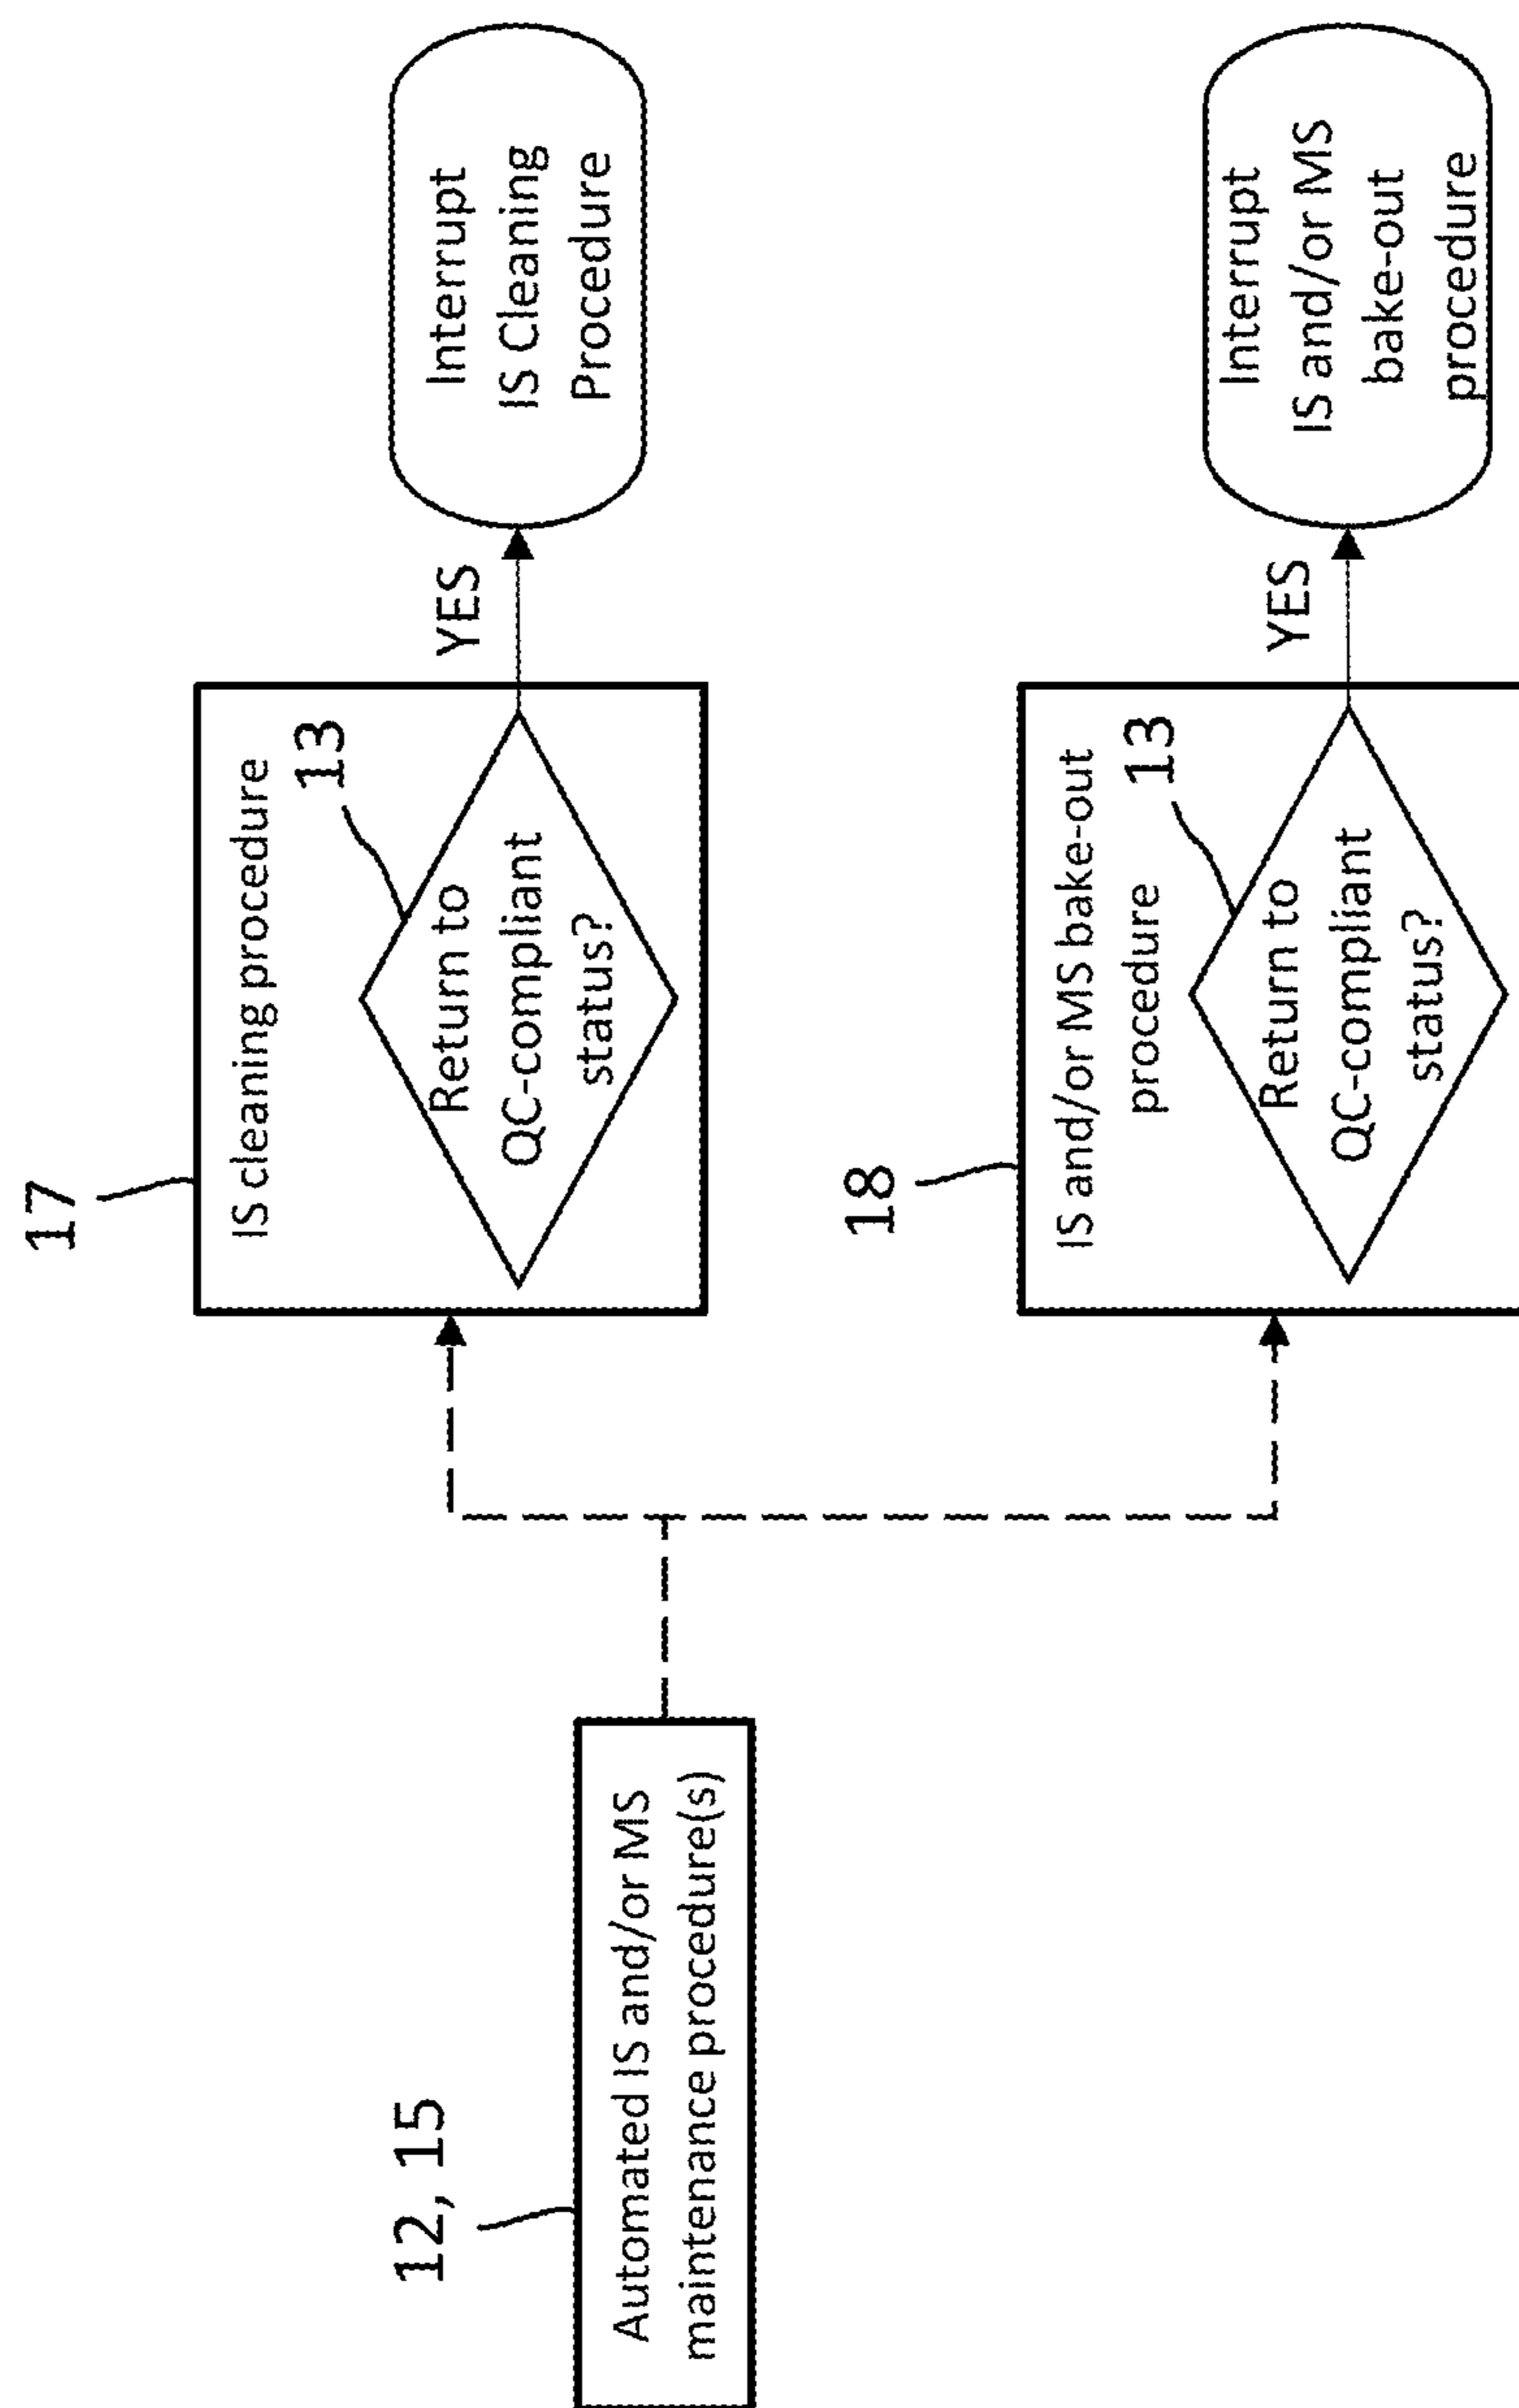 12, 15
Automated IS and/or MS
maintenance procedure(s)
17
IS cleaning procedure
13
Return to
QC-compliant
status?
YES
Interrupt
IS Cleaning
Procedure
18
IS and/or MS bake-out
procedure
13
Return to
QC-compliant
status?
YES
Interrupt
IS and/or MS
bake-out
procedure